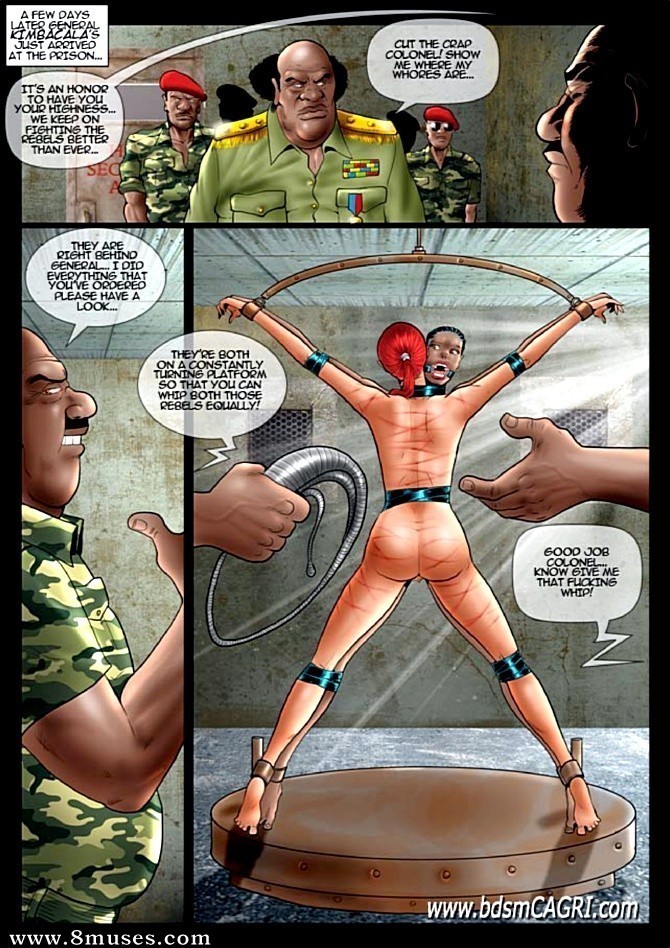 A FEW DAYS
LATER GENERAL
KIMBACALA'S
JUST ARRIVED
AT THE PRISON...
IT'S AN HONOR
TO HAVE YOU
YOUR HIGHNESS...
WE KEEP ON
FIGHTING THE
REBELS BETTER
THAN EVER...
CUT THE CRAP
COLONEL! SHOW
ME WHERE MY
WHORES ARE...
THEY ARE
RIGHT BEHIND
GENERAL... I DID
EVERYTHING THAT
YOU'VE ORDERED
PLEASE HAVE A
LOOK...
THEY'RE BOTH
ON A CONSTANTLY
TURNING PLATFORM
SO THAT YOU CAN
WHIP BOTH THOSE
REBELS EQUALLY!
GOOD JOB
COLONEL...
KNOW GIVE ME
THAT FUCKING
WHIP!
www.bdsmCAGRI.com
www.8muses.com